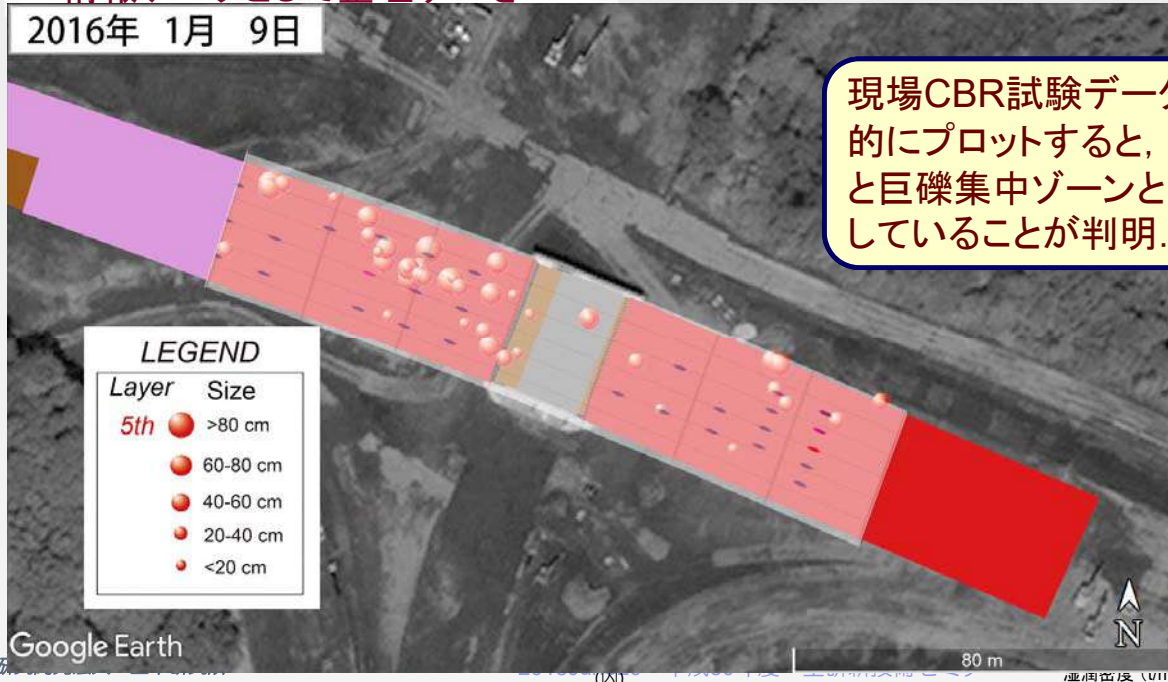 2016年 1月 9日
現場CBR試験データ
的にプロットすると,
と巨礫集中ゾーンと
していることが判明.
LEGEND
Layer Size
5th >80 cm
60-80 cm
40-60 cm
20-40 cm
<20 cm
Google Earth
N
80 m